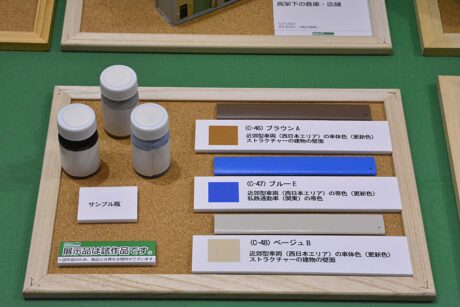 高架下の倉庫・店舗
(C-46) ブラウンA
近郊型車両（西日本エリア）の車体色（更新色）
ストラクチャーの建物の壁面
(C-47) ブルーE
近郊型車両（西日本エリア）の帯色（更新色）
私鉄通勤車（関東）の帯色
サンプル瓶
(C-48) ベージュB
近郊型車両（西日本エリア）の車体色（更新色）
ストラクチャーの建物の壁面
展示品は試作品です。